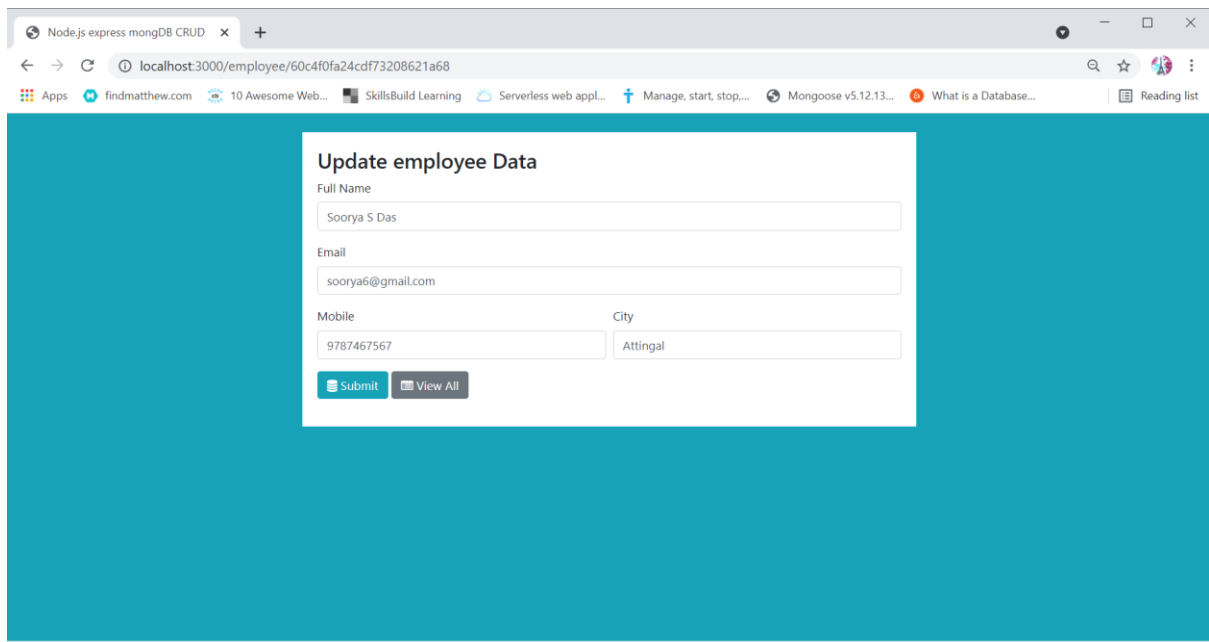 Node.js express mongDB CRUD
localhost:3000/employee/60c4f0fa24cdf73208621a68
Apps findmatthew.com 10 Awesome Web... SkillsBuild Learning Serverless web appl... Manage, start, stop,... Mongoose v5.12.13... What is a Database... Reading list
Update employee Data
Full Name
Soorya S Das
Email
soorya6@gmail.com
Mobile City
9787467567 Attingal
Submit View All